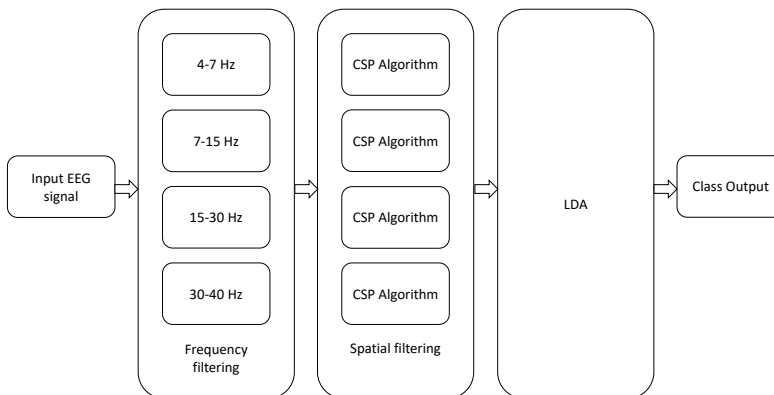 Input EEG
signal
4-7 Hz
7-15 Hz
15-30 Hz
30-40 Hz
Frequency
filtering
CSP Algorithm
CSP Algorithm
CSP Algorithm
CSP Algorithm
Spatial filtering
LDA
Class Output